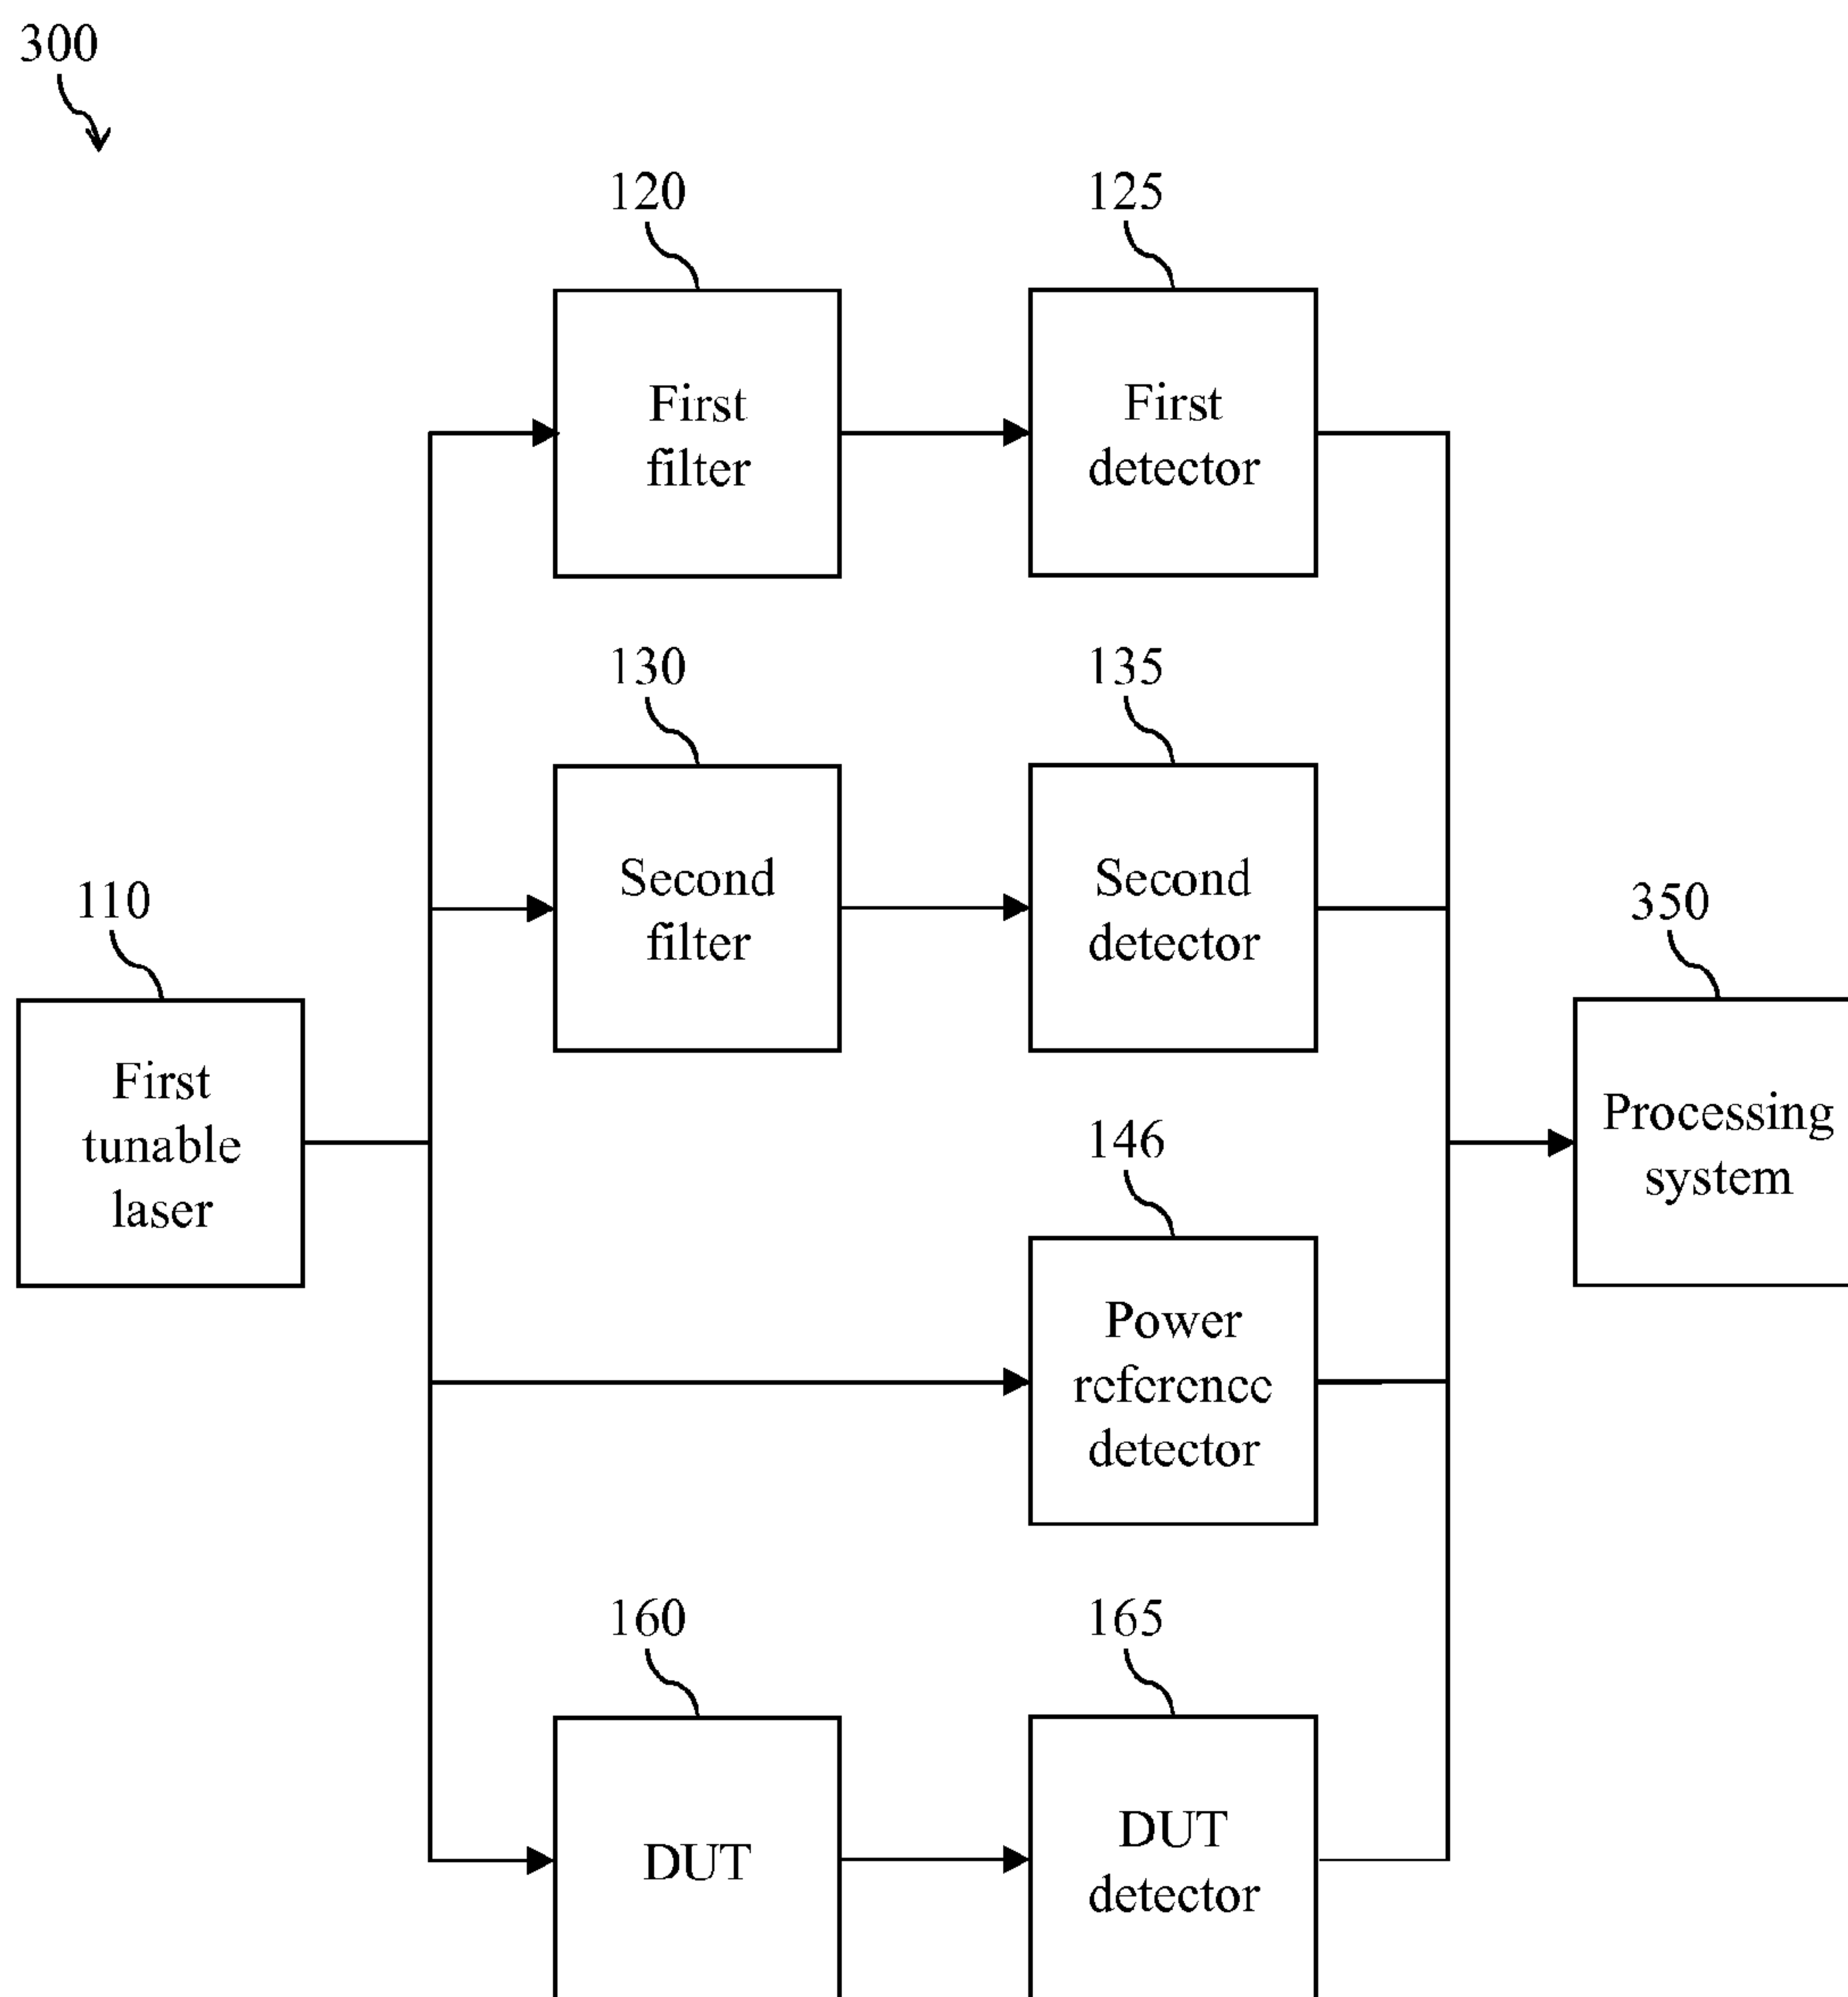 300
120
125
First
filter
First
detector
130
135
Second
filter
Second
detector
110
350
First
tunable
laser
Processing
system
146
Power
reference
detector
160
165
DUT
DUT
detector